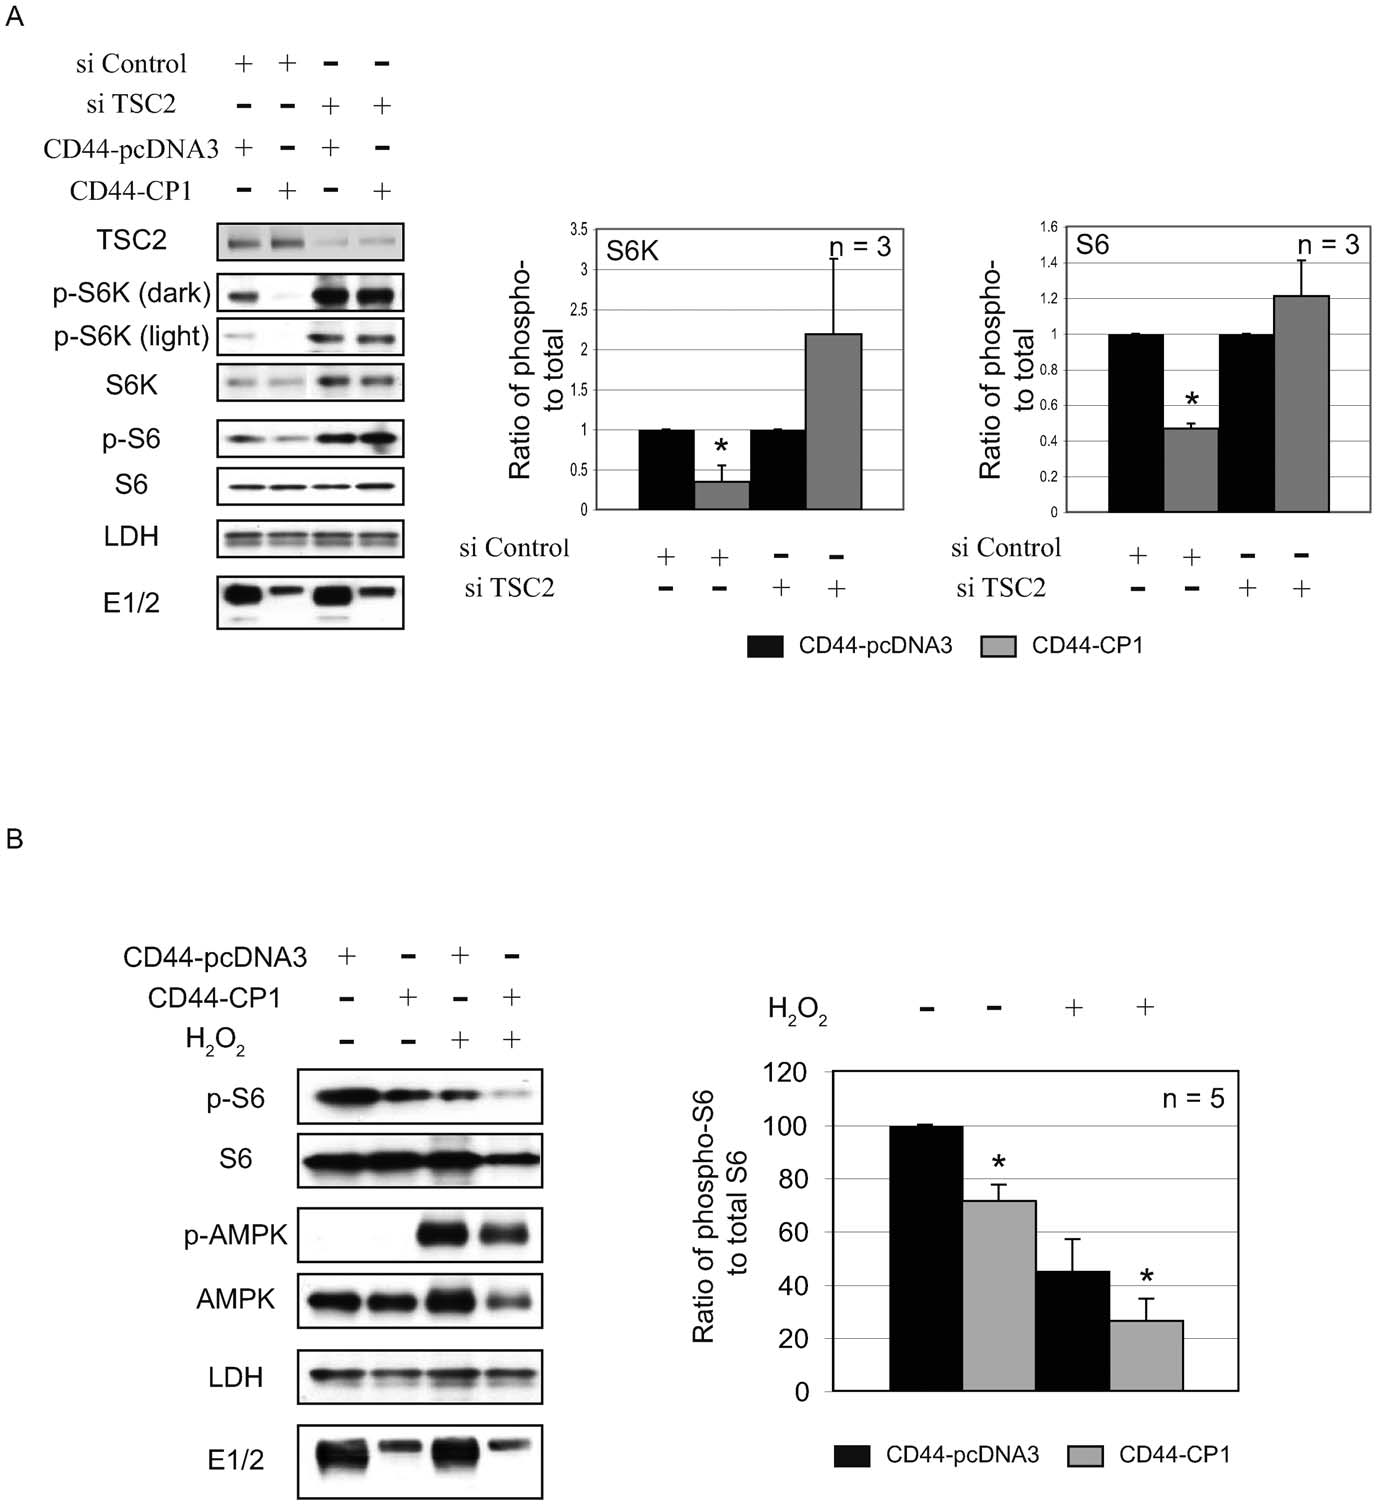 A
si Control + + - -
si TSC2 - - + +
CD44-pcDNA3 + - + -
CD44-CP1 - + - +
TSC2
p-S6K (dark)
p-S6K (light)
S6K
p-S6
S6
LDH
E1/2
Ratio of phospho-
to total
3.5
3
2.5
2
1.5
1
0.5
0
S6K
n = 3
*
si Control + + - -
si TSC2 - - + +
Ratio of phospho-
to total
1.6
1.4
1.2
1
0.8
0.6
0.4
0.2
0
S6
n = 3
*
si Control + + - -
si TSC2 - - + +
CD44-pcDNA3
CD44-CP1
B
CD44-pcDNA3 + - + -
CD44-CP1 - + - +
H₂O₂ - - + +
p-S6
S6
p-AMPK
AMPK
LDH
E1/2
H₂O₂ - - + +
Ratio of phospho-S6
to total S6
120
100
80
60
40
20
0
n = 5
*
*
CD44-pcDNA3
CD44-CP1